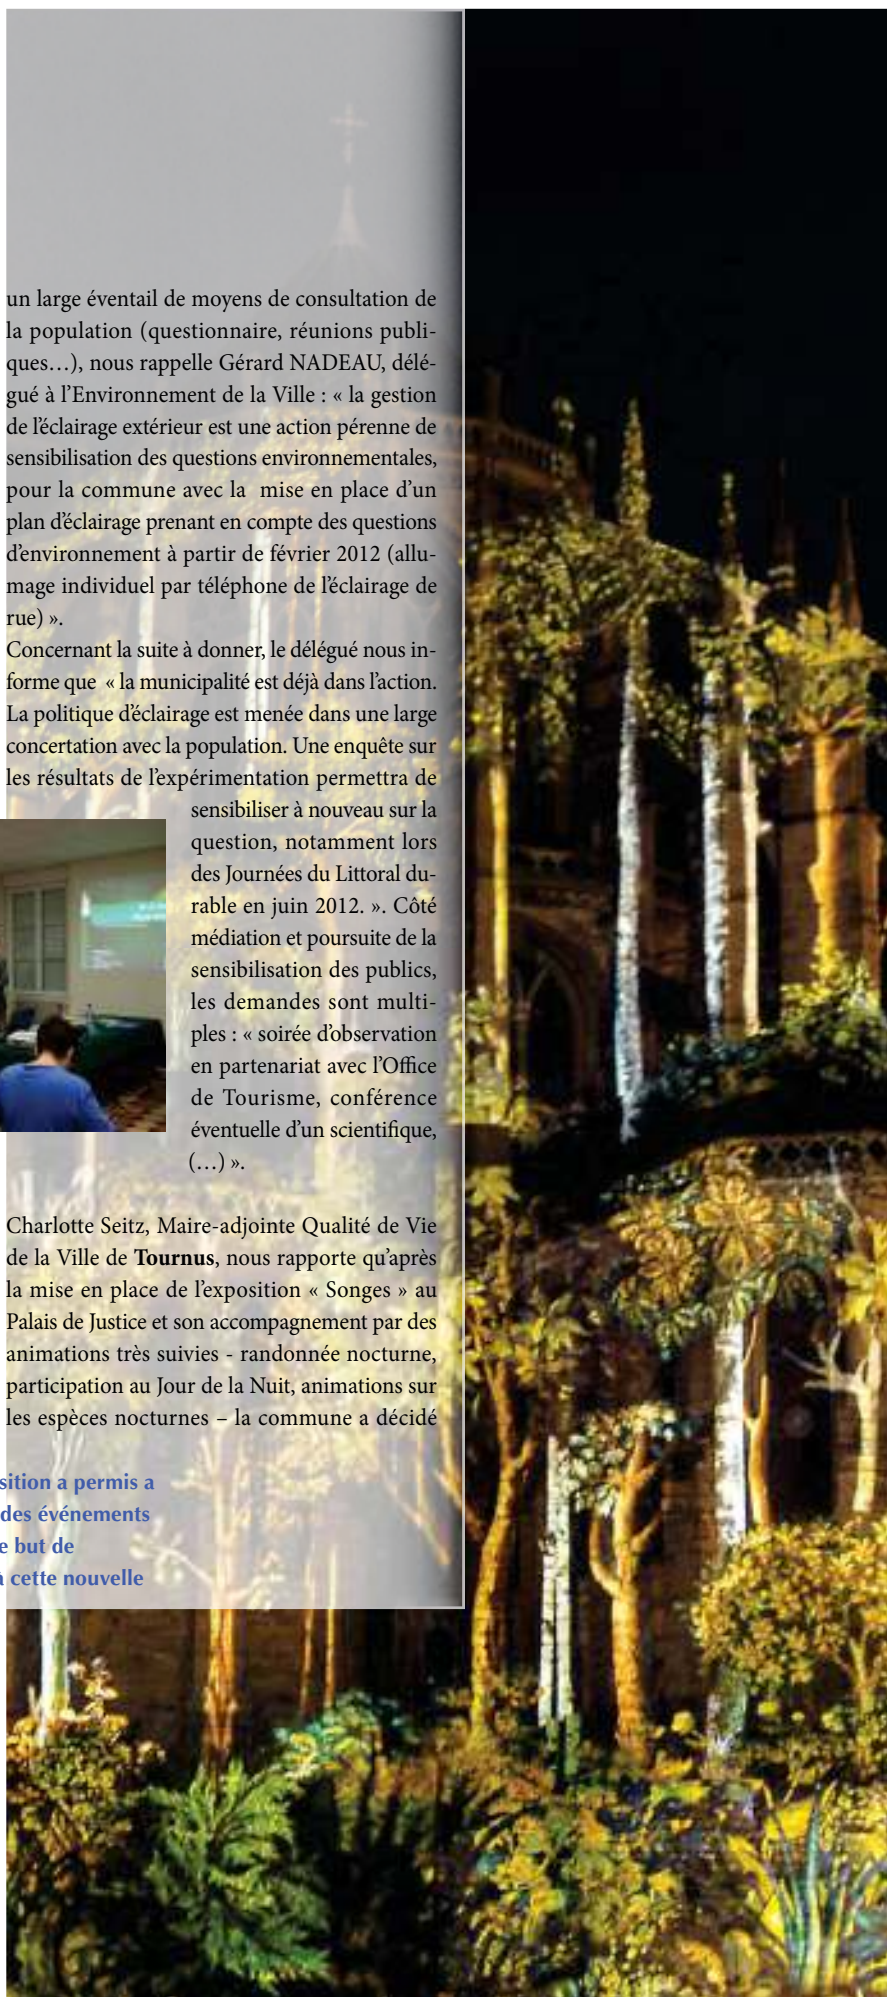 un large éventail de moyens de consultation de
la population (questionnaire, réunions publi-
ques…), nous rappelle Gérard NADEAU, délé-
gué à l’Environnement de la Ville : « la gestion
de l’éclairage extérieur est une action pérenne de
sensibilisation des questions environnementales,
pour la commune avec la mise en place d’un
plan d’éclairage prenant en compte des questions
d’environnement à partir de février 2012 (allu-
mage individuel par téléphone de l’éclairage de
rue) ».
Concernant la suite à donner, le délégué nous in-
forme que « la municipalité est déjà dans l’action.
La politique d’éclairage est menée dans une large
concertation avec la population. Une enquête sur
les résultats de l’expérimentation permettra de
sensibiliser à nouveau sur la
question, notamment lors
des Journées du Littoral du-
rable en juin 2012. ». Côté
médiation et poursuite de la
sensibilisation des publics,
les demandes sont multi-
ples : « soirée d’observation
en partenariat avec l’Office
de Tourisme, conférence
éventuelle d’un scientifique,
(…) ».
Charlotte Seitz, Maire-adjointe Qualité de Vie
de la Ville de Tournus, nous rapporte qu’après
la mise en place de l’exposition « Songes » au
Palais de Justice et son accompagnement par des
animations très suivies - randonnée nocturne,
participation au Jour de la Nuit, animations sur
les espèces nocturnes – la commune a décidé
sition a permis a
des événements
e but de
à cette nouvelle